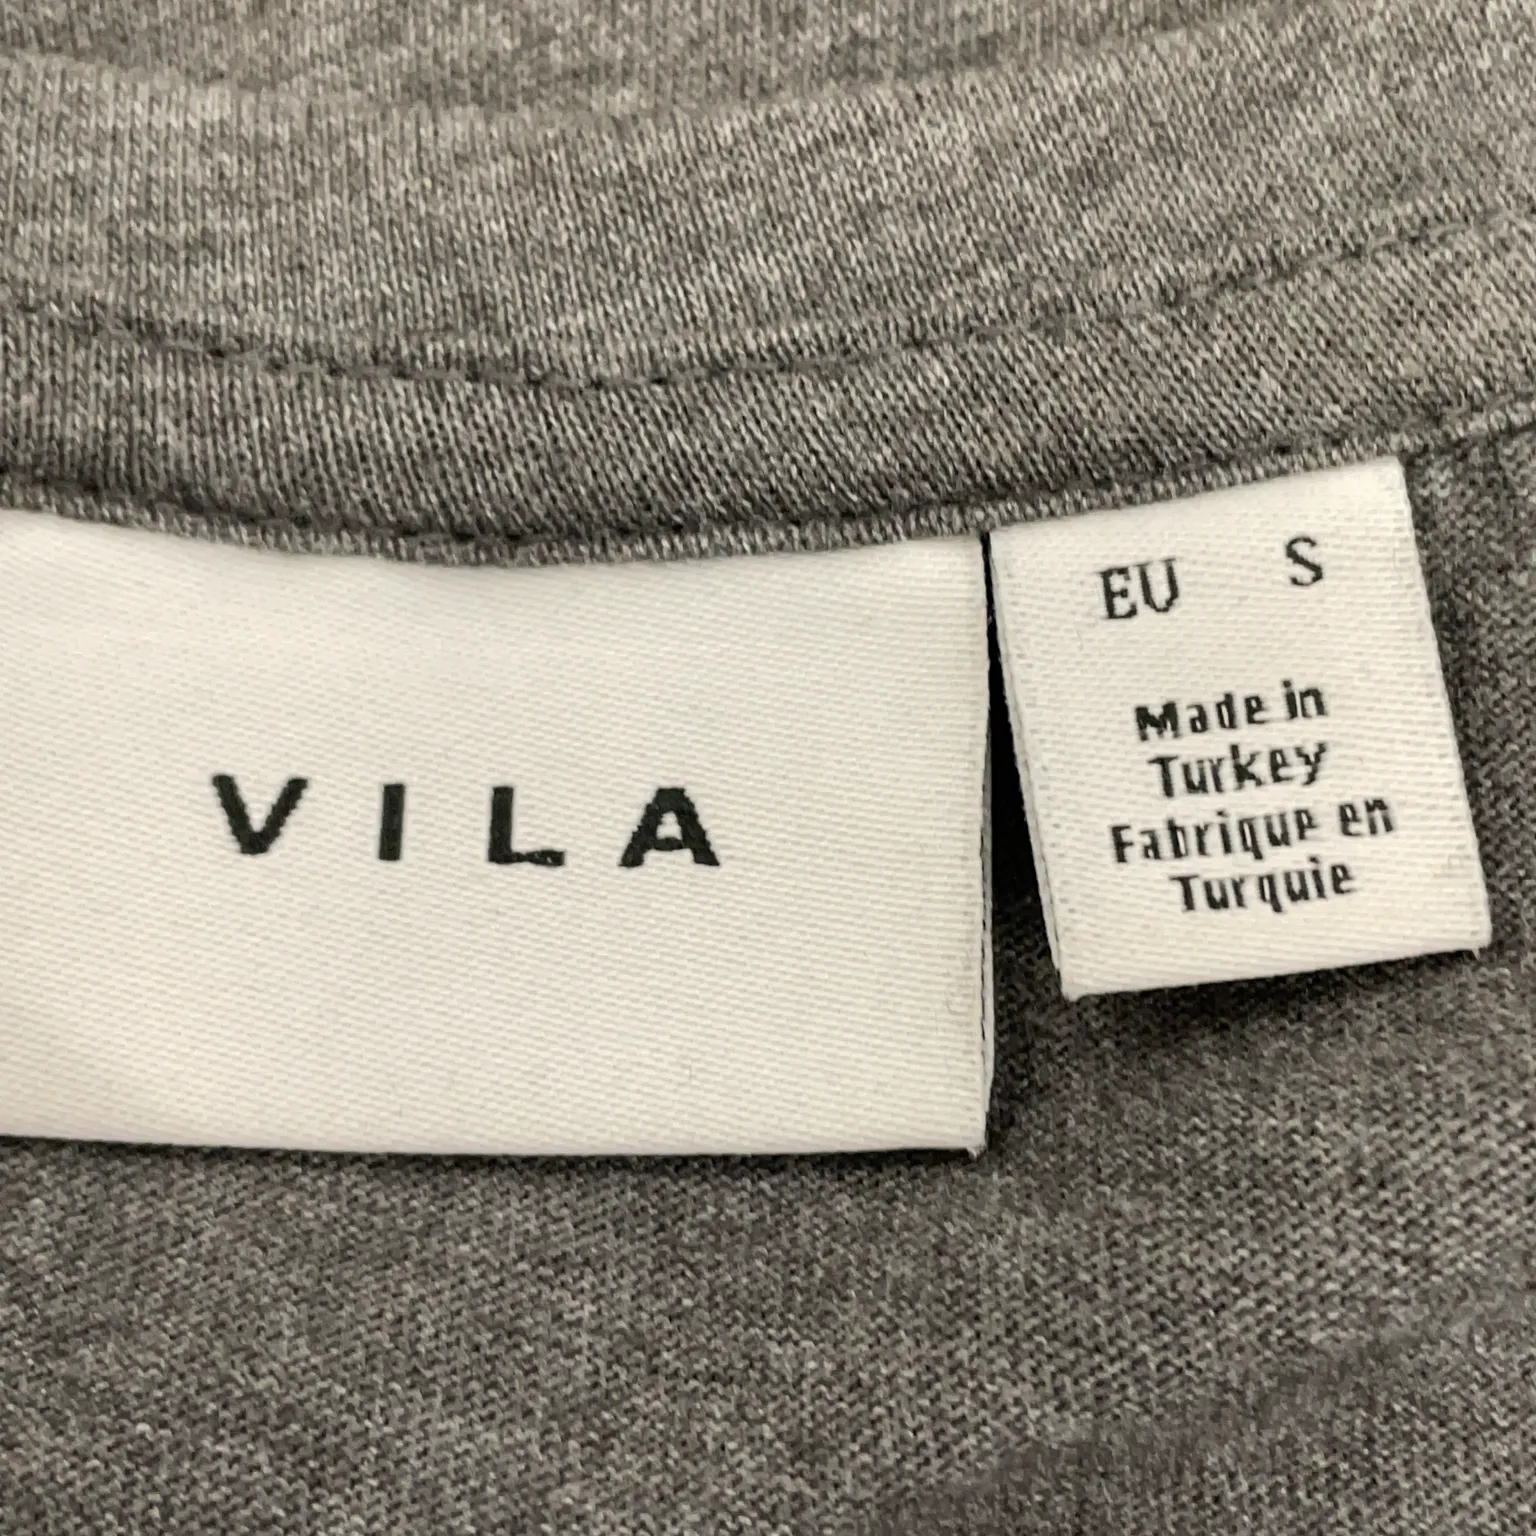 VILA
EU S
Made in
Turkey
Fabrique en
Turquie